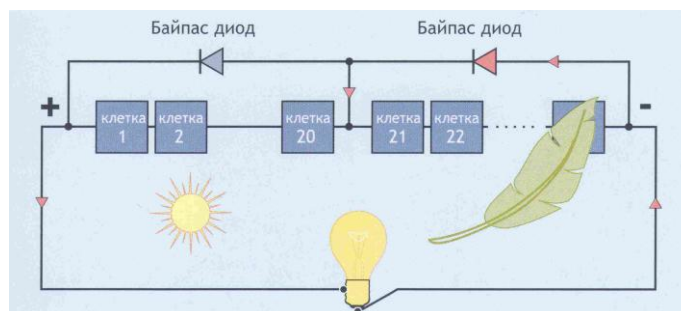 Байпас диод
Байпас диод
+
-
клетка
1
клетка
2
клетка
20
клетка
21
клетка
22